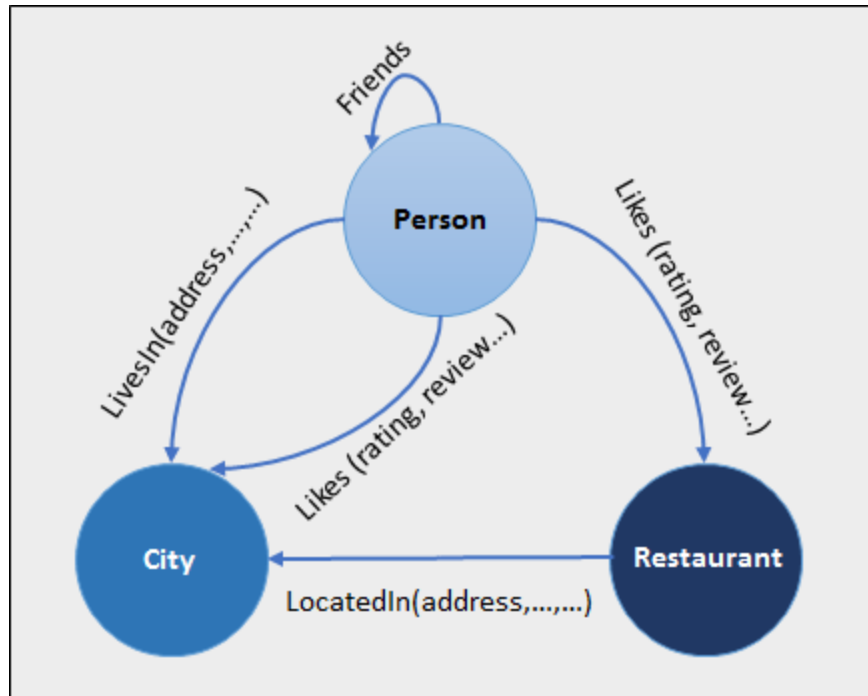 Friends
Person
LivesIn(address,...,...)
Likes (rating, review...)
Likes (rating, review...)
City
Restaurant
LocatedIn(address,...,...)